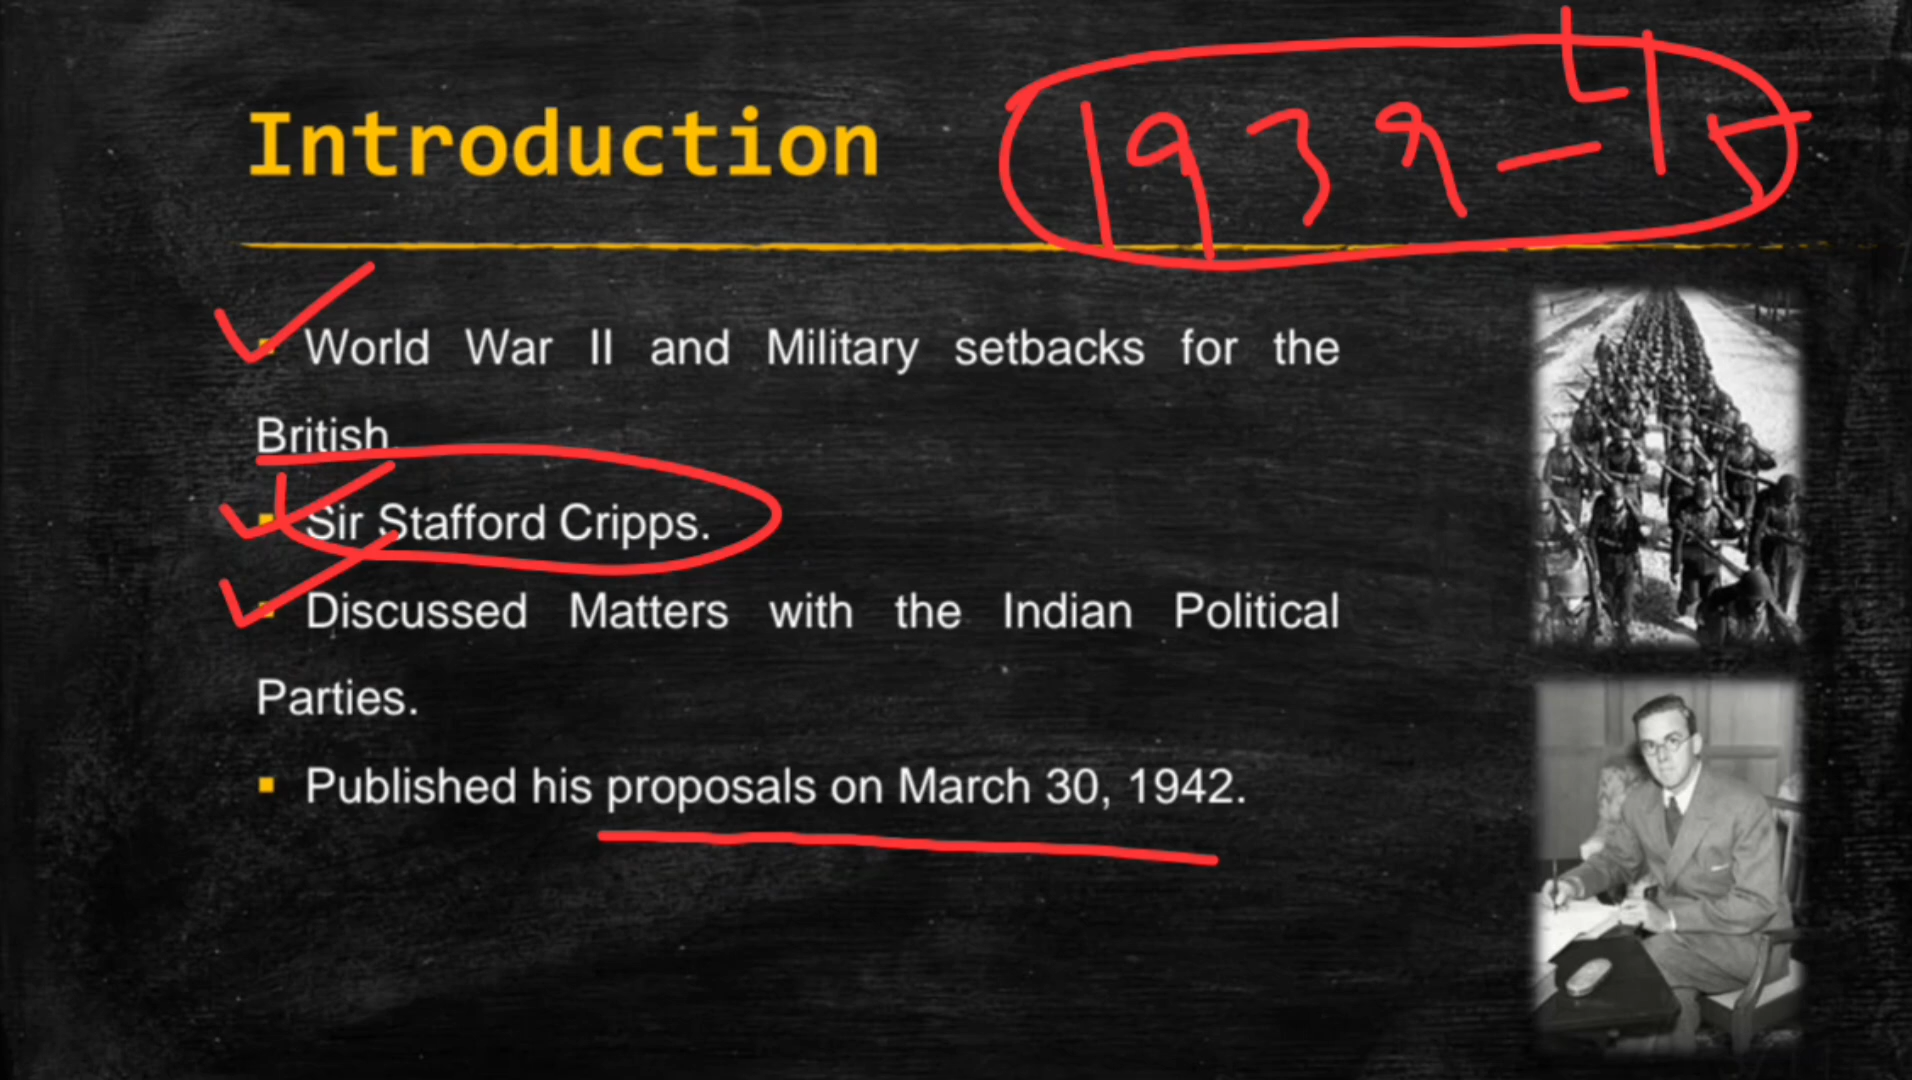 Introduction
1939-45
World War II and Military setbacks for the
British.
Sir Stafford Cripps.
Discussed Matters with the Indian Political
Parties.
Published his proposals on March 30, 1942.